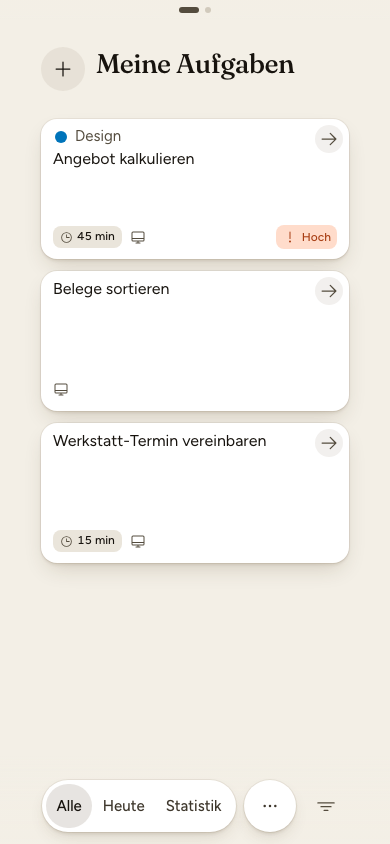 Meine Aufgaben
Design
Angebot kalkulieren
45 min
! Hoch
Belege sortieren
Werkstatt-Termin vereinbaren
15 min
Alle Heute Statistik